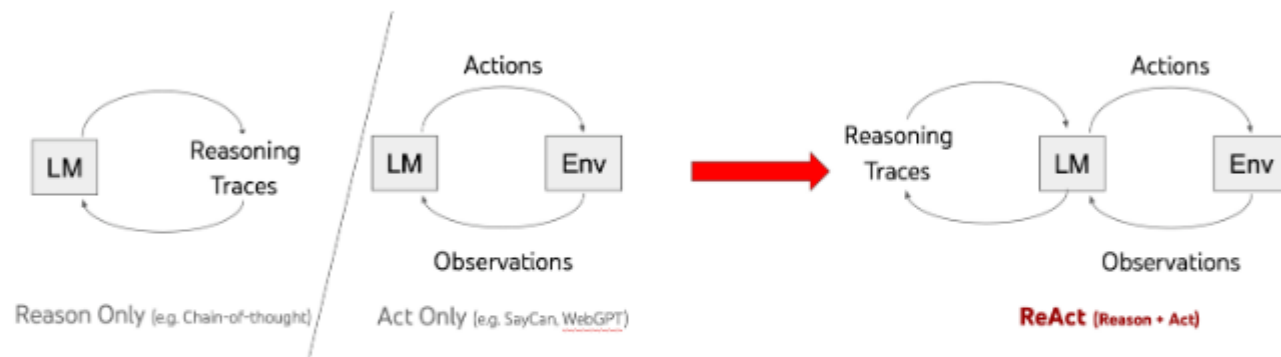 LM
Reasoning
Traces
Reason Only (e.g. Chain-of-thought)
Actions
LM
Env
Observations
Act Only (e.g. SayCan, WebGPT)
Actions
Reasoning
Traces
LM
Env
Observations
ReAct (Reason + Act)